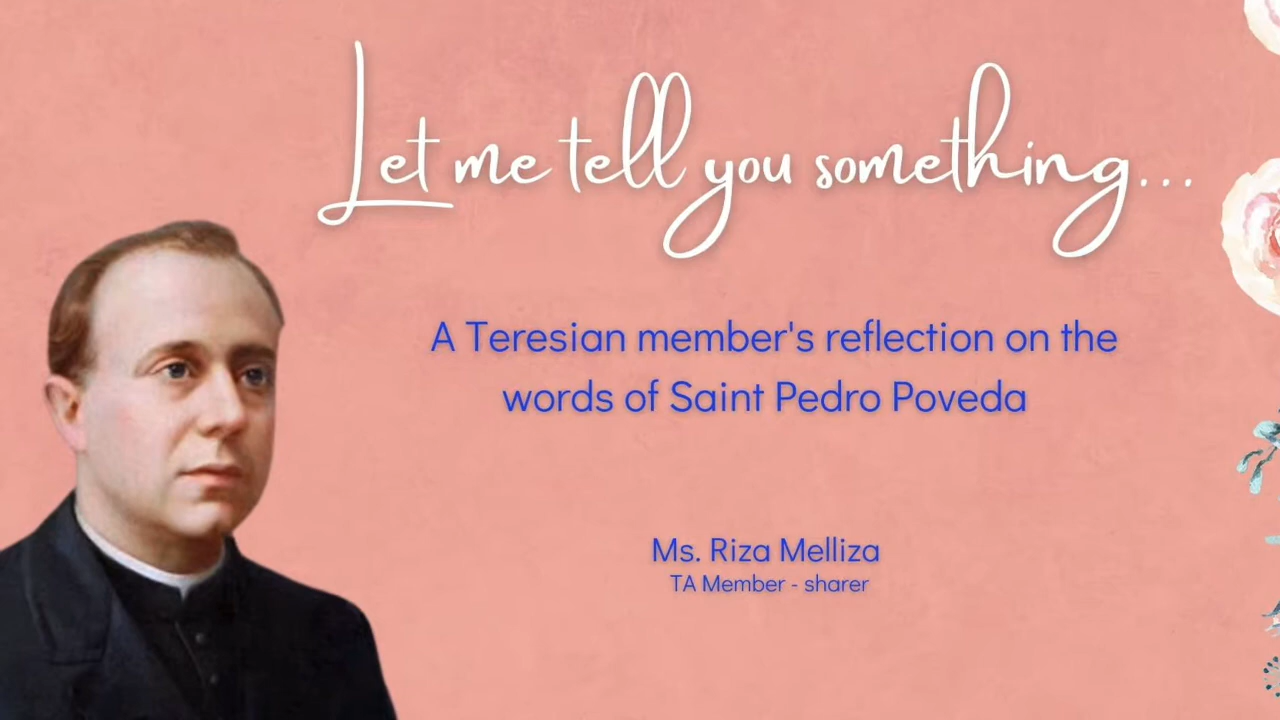 Let me tell you something...
A Teresian member's reflection on the
words of Saint Pedro Poveda
Ms. Riza Melliza
TA Member - sharer